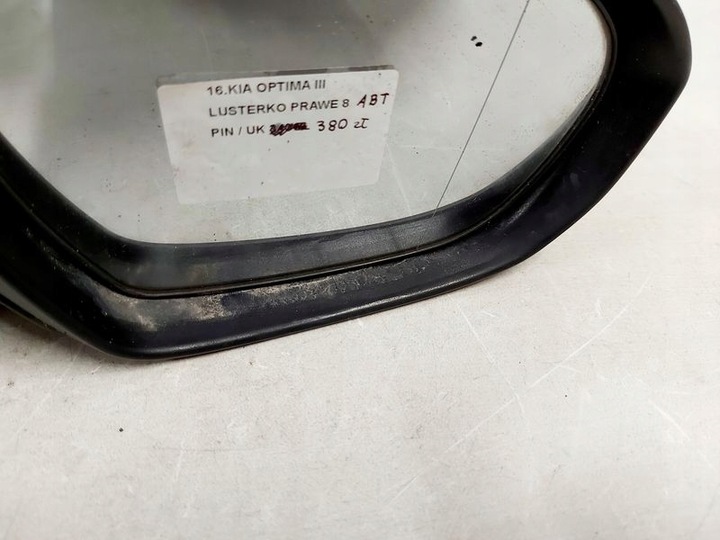 16.KIA OPTIMA III
LUSTERKO PRAWE 8 ABT
PIN / UK 380 zł